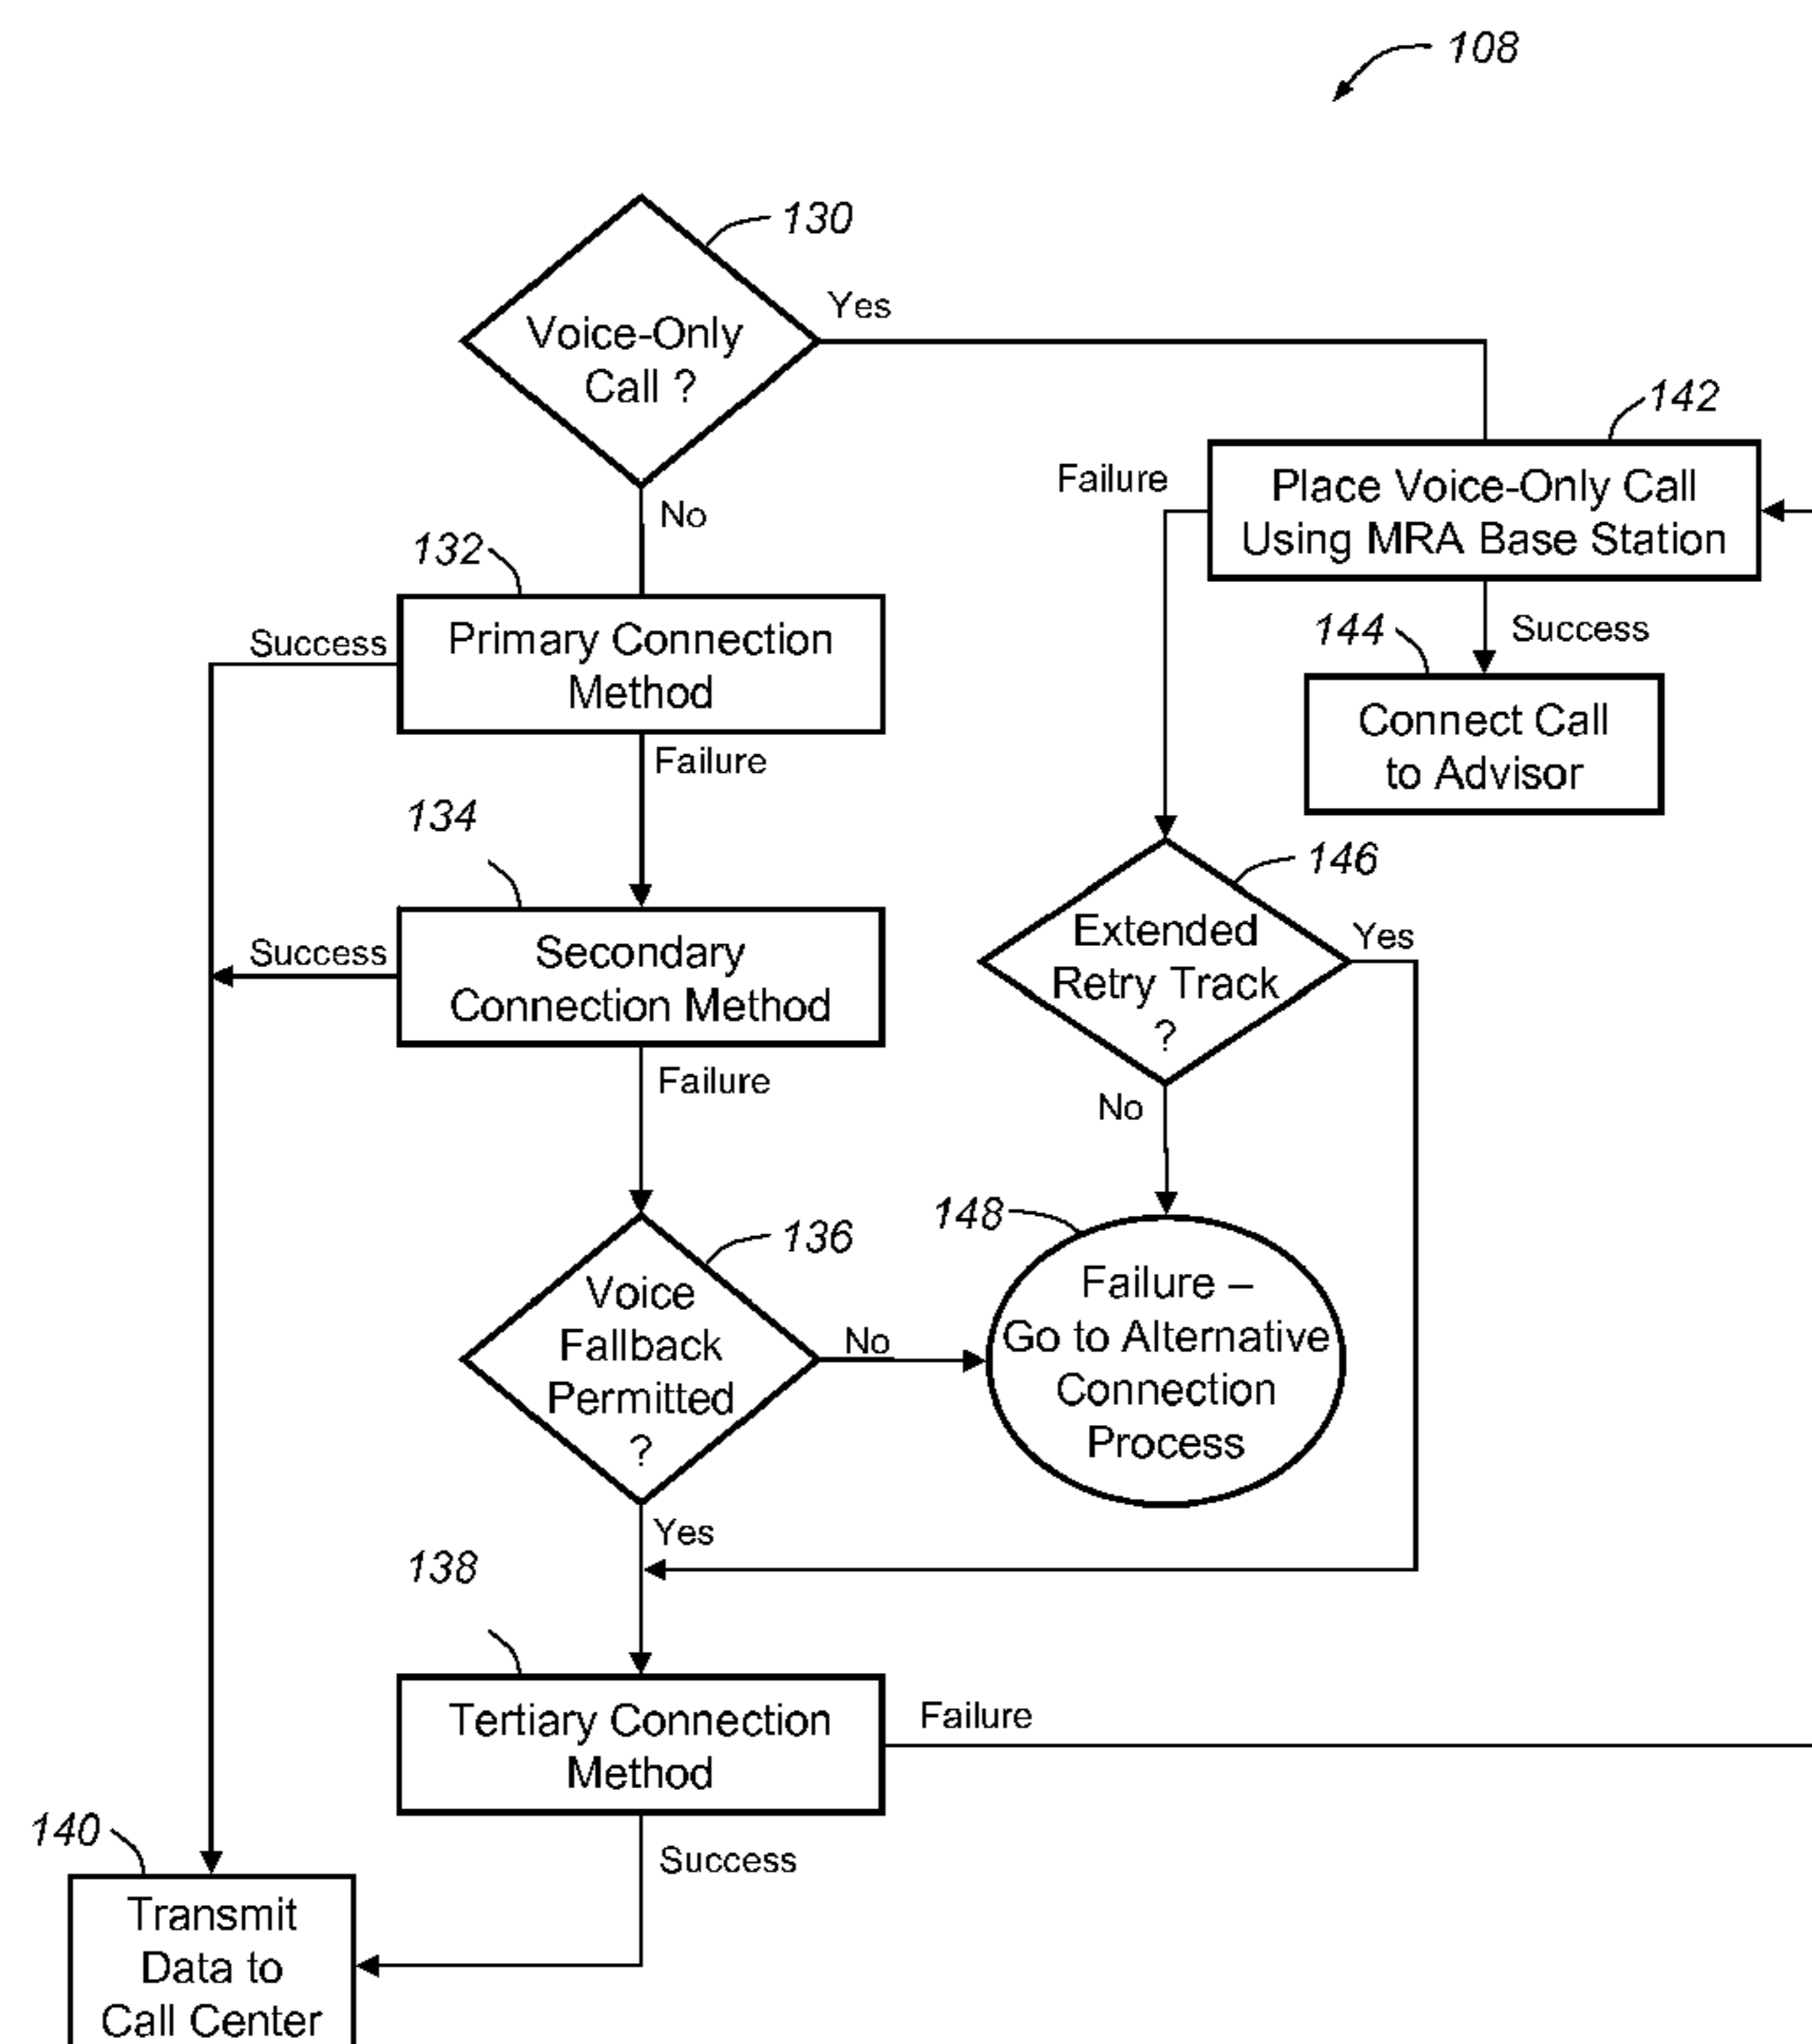 108
130
Voice-Only
Call ?
Yes
No
142
Place Voice-Only Call
Using MRA Base Station
Failure
Success
132
Primary Connection
Method
Success
Failure
144
Connect Call
to Advisor
134
Secondary
Connection Method
Success
Failure
146
Extended
Retry Track
?
Yes
No
136
Voice
Fallback
Permitted
?
No
Yes
148
Failure –
Go to Alternative
Connection
Process
138
Tertiary Connection
Method
Failure
Success
140
Transmit
Data to
Call Center